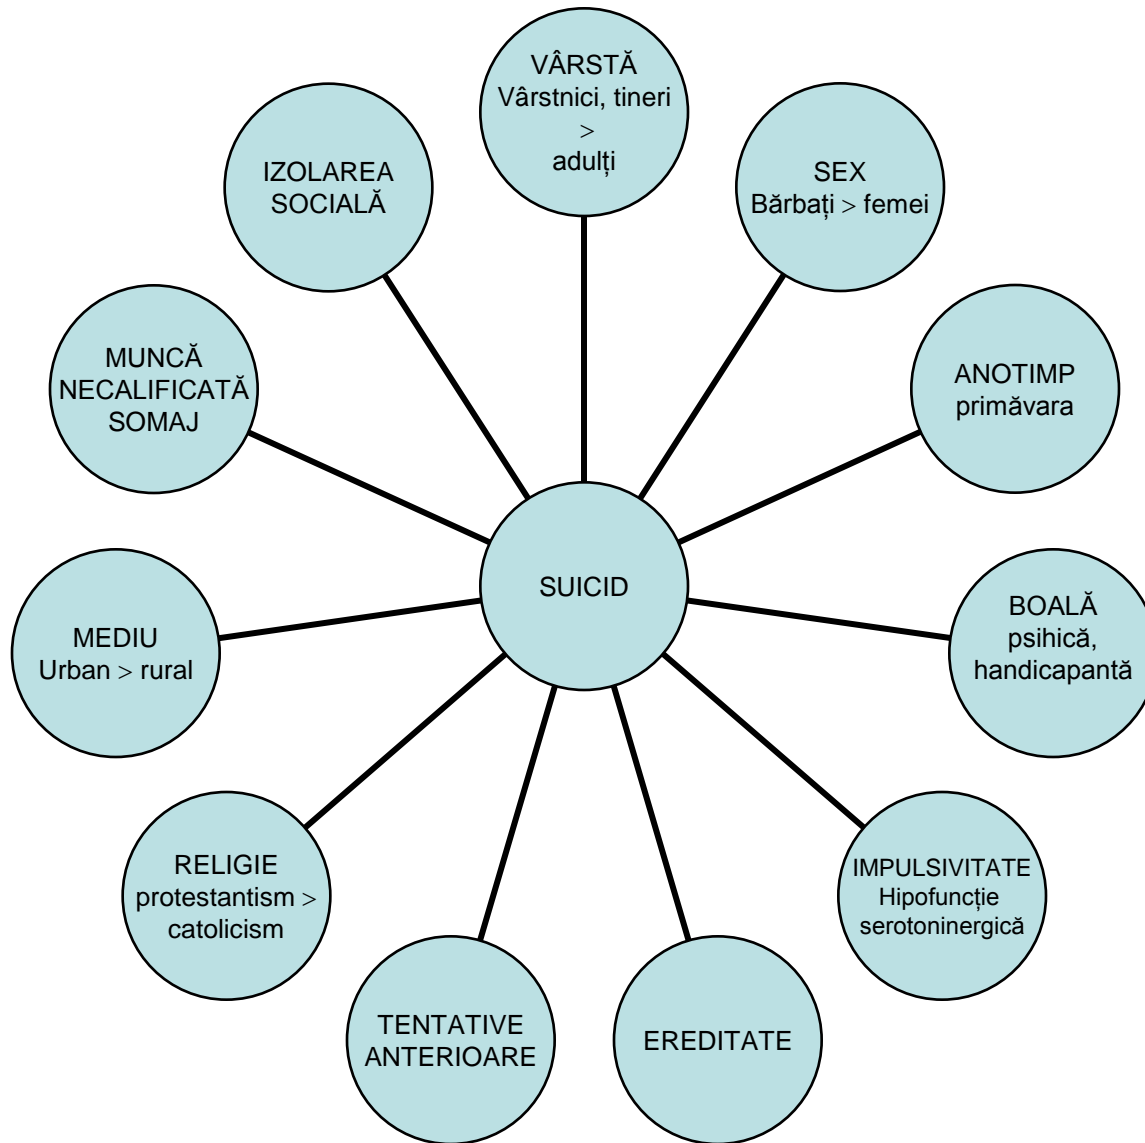 VÂRSTĂ
Vârstnici, tineri
>
adulți
SEX
Bărbați > femei
ANOTIMP
primăvara
BOALĂ
psihică,
handicapantă
IMPULSIVITATE
Hipofuncție
serotoninergică
EREDITATE
TENTATIVE
ANTERIOARE
RELIGIE
protestantism >
catolicism
MEDIU
Urban > rural
MUNCĂ
NECALIFICATĂ
SOMAJ
IZOLAREA
SOCIALĂ
SUICID